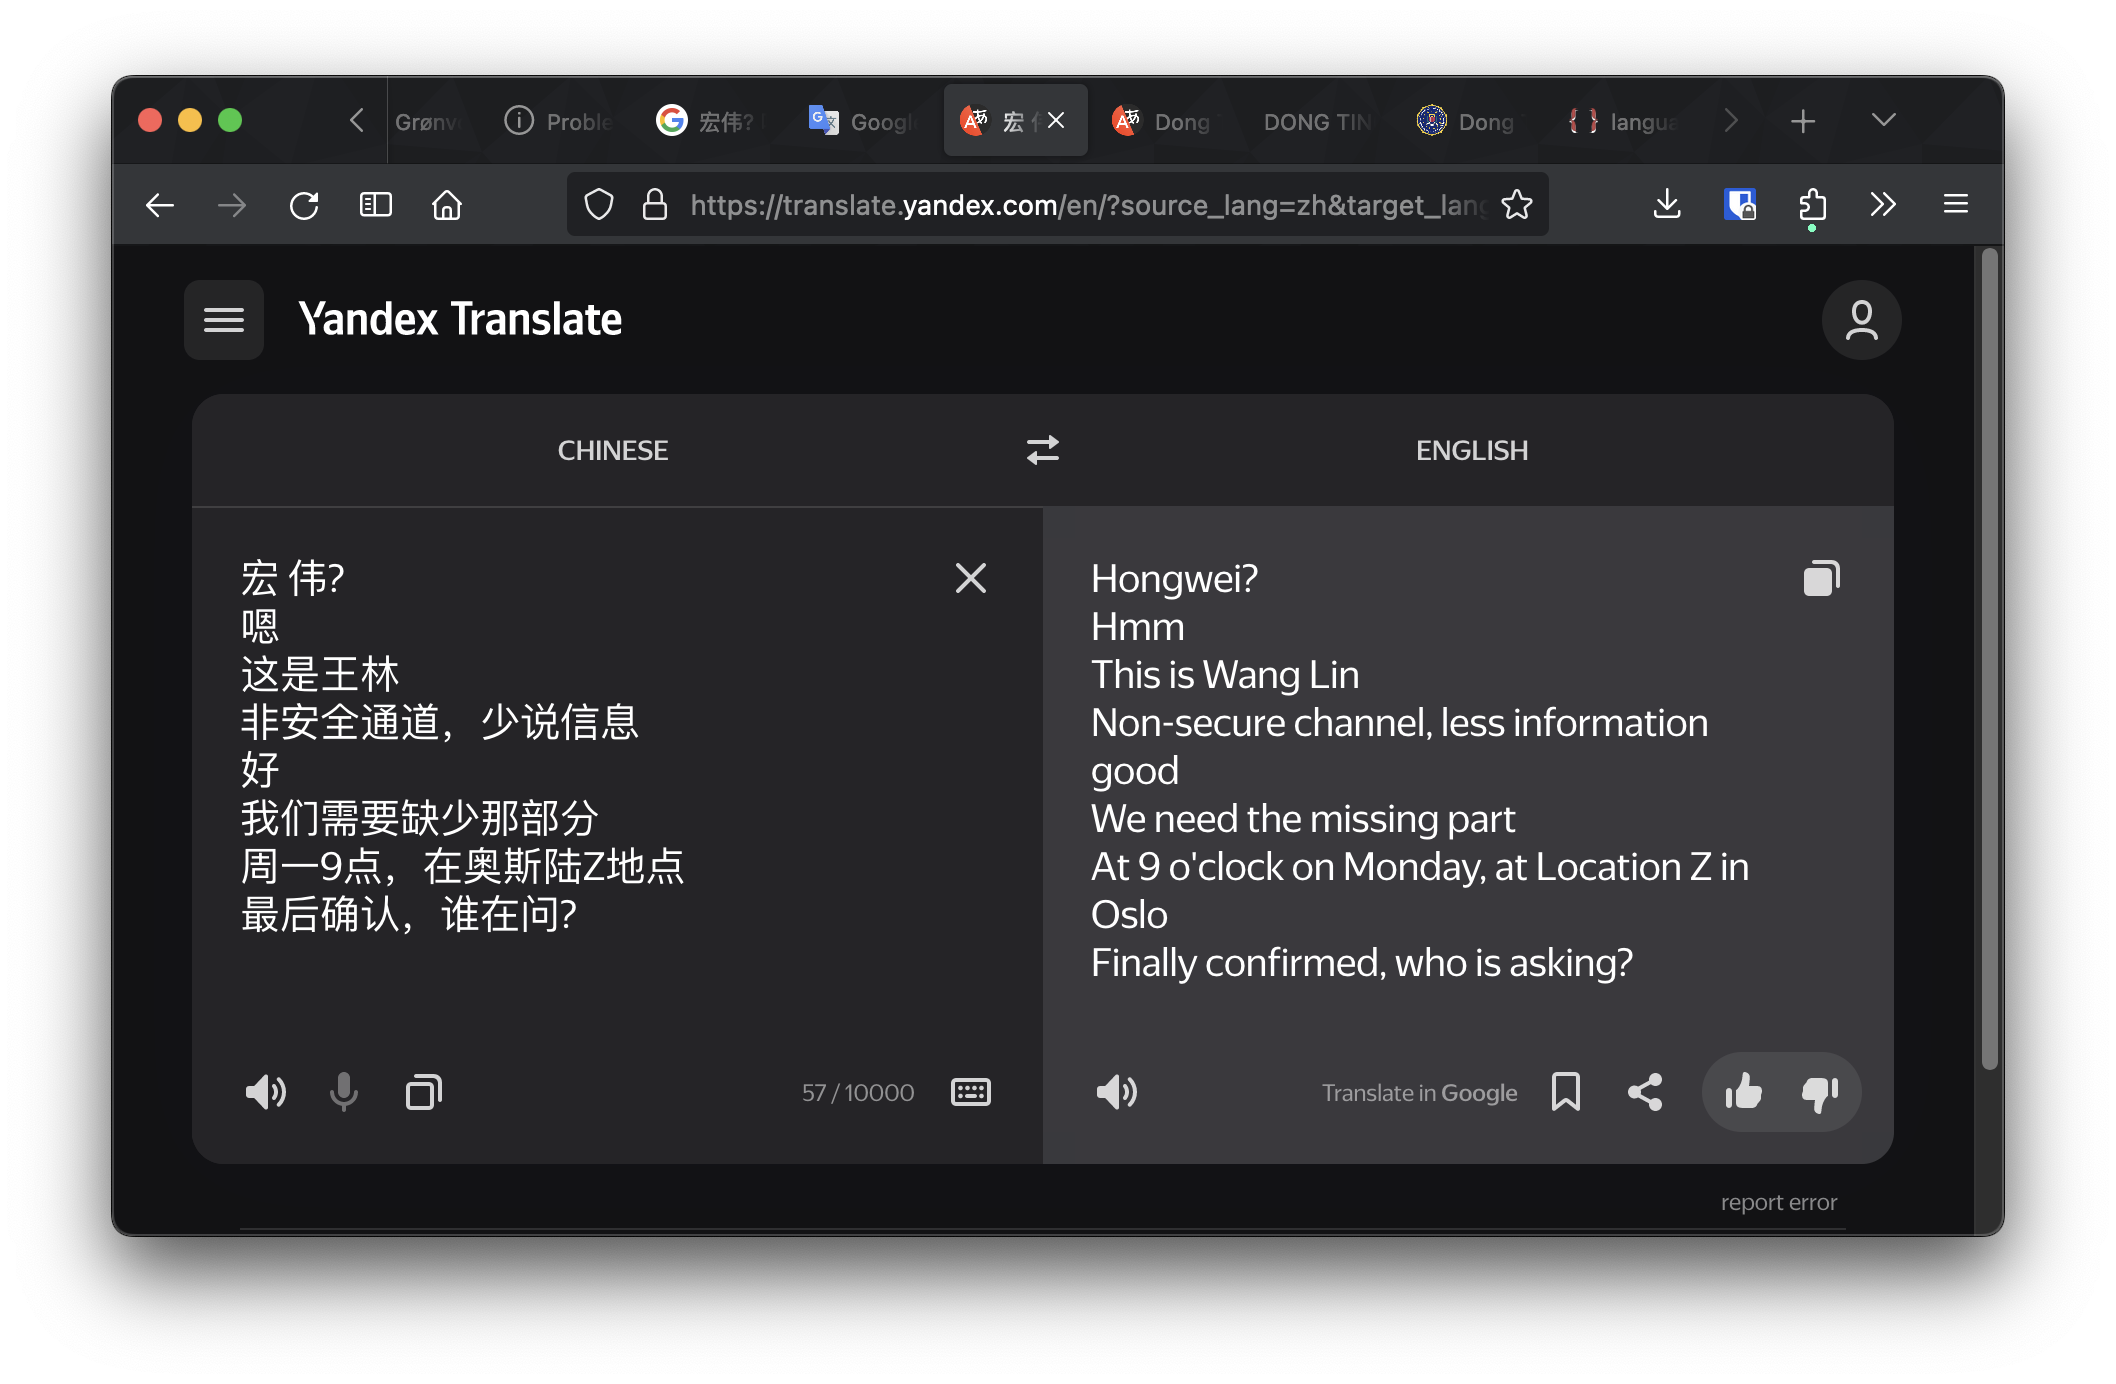 Grønv
Proble
宏伟?
Google
宏
Dong
DONG TIN
Dong
langua
https://translate.yandex.com/en/?source_lang=zh&target_lang
Yandex Translate
CHINESE
ENGLISH
宏 伟?
嗯
这是王林
非安全通道，少说信息
好
我们需要缺少那部分
周一9点，在奥斯陆Z地点
最后确认，谁在问?
Hongwei?
Hmm
This is Wang Lin
Non-secure channel, less information
good
We need the missing part
At 9 o'clock on Monday, at Location Z in
Oslo
Finally confirmed, who is asking?
57 / 10000
Translate in Google
report error